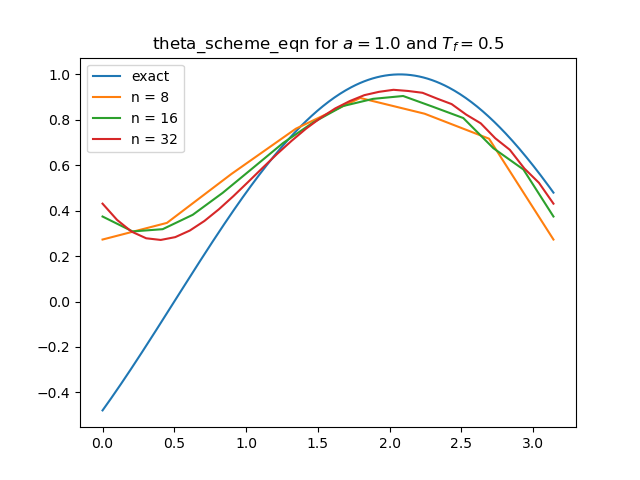 theta_scheme_eqn for a = 1.0 and T_f = 0.5
exact
n = 8
n = 16
n = 32
1.0
0.8
0.6
0.4
0.2
0.0
−0.2
−0.4
0.0 0.5 1.0 1.5 2.0 2.5 3.0